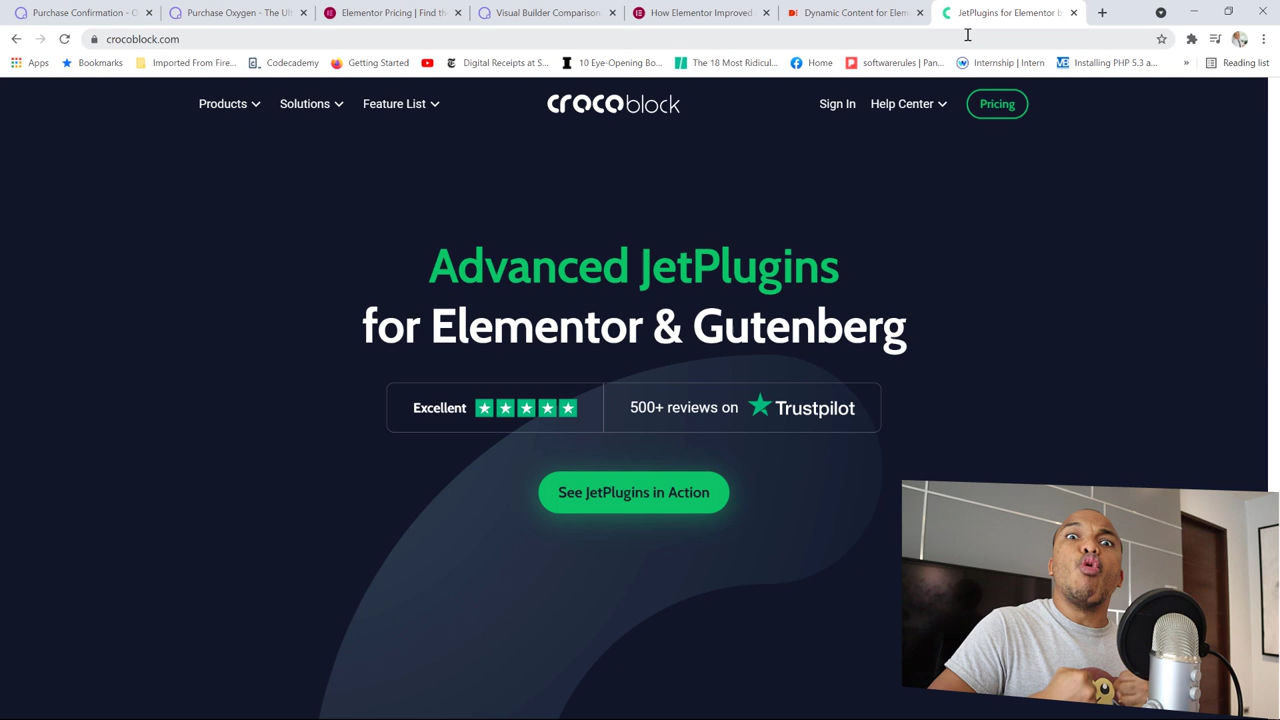 Purchase Confirmation - O
Purchase Oxygen - The Ult
Elementor Pricing | Find th
Visual Builder Comparison
How Elementor Improved
Dynamic Content for Elem
JetPlugins for Elementor b
crocoblock.com
Apps
Bookmarks
Imported From Fire...
Codecademy
Getting Started
Digital Receipts at S...
10 Eye-Opening Bo...
The 18 Most Ridicul...
Home
softwarerules | Pan...
Internship | Intern
Installing PHP 5.3 a...
»
Reading list
Products
Solutions
Feature List
crocoblock
Sign In
Help Center
Pricing
Advanced JetPlugins
for Elementor & Gutenberg
Excellent
500+ reviews on
Trustpilot
See JetPlugins in Action